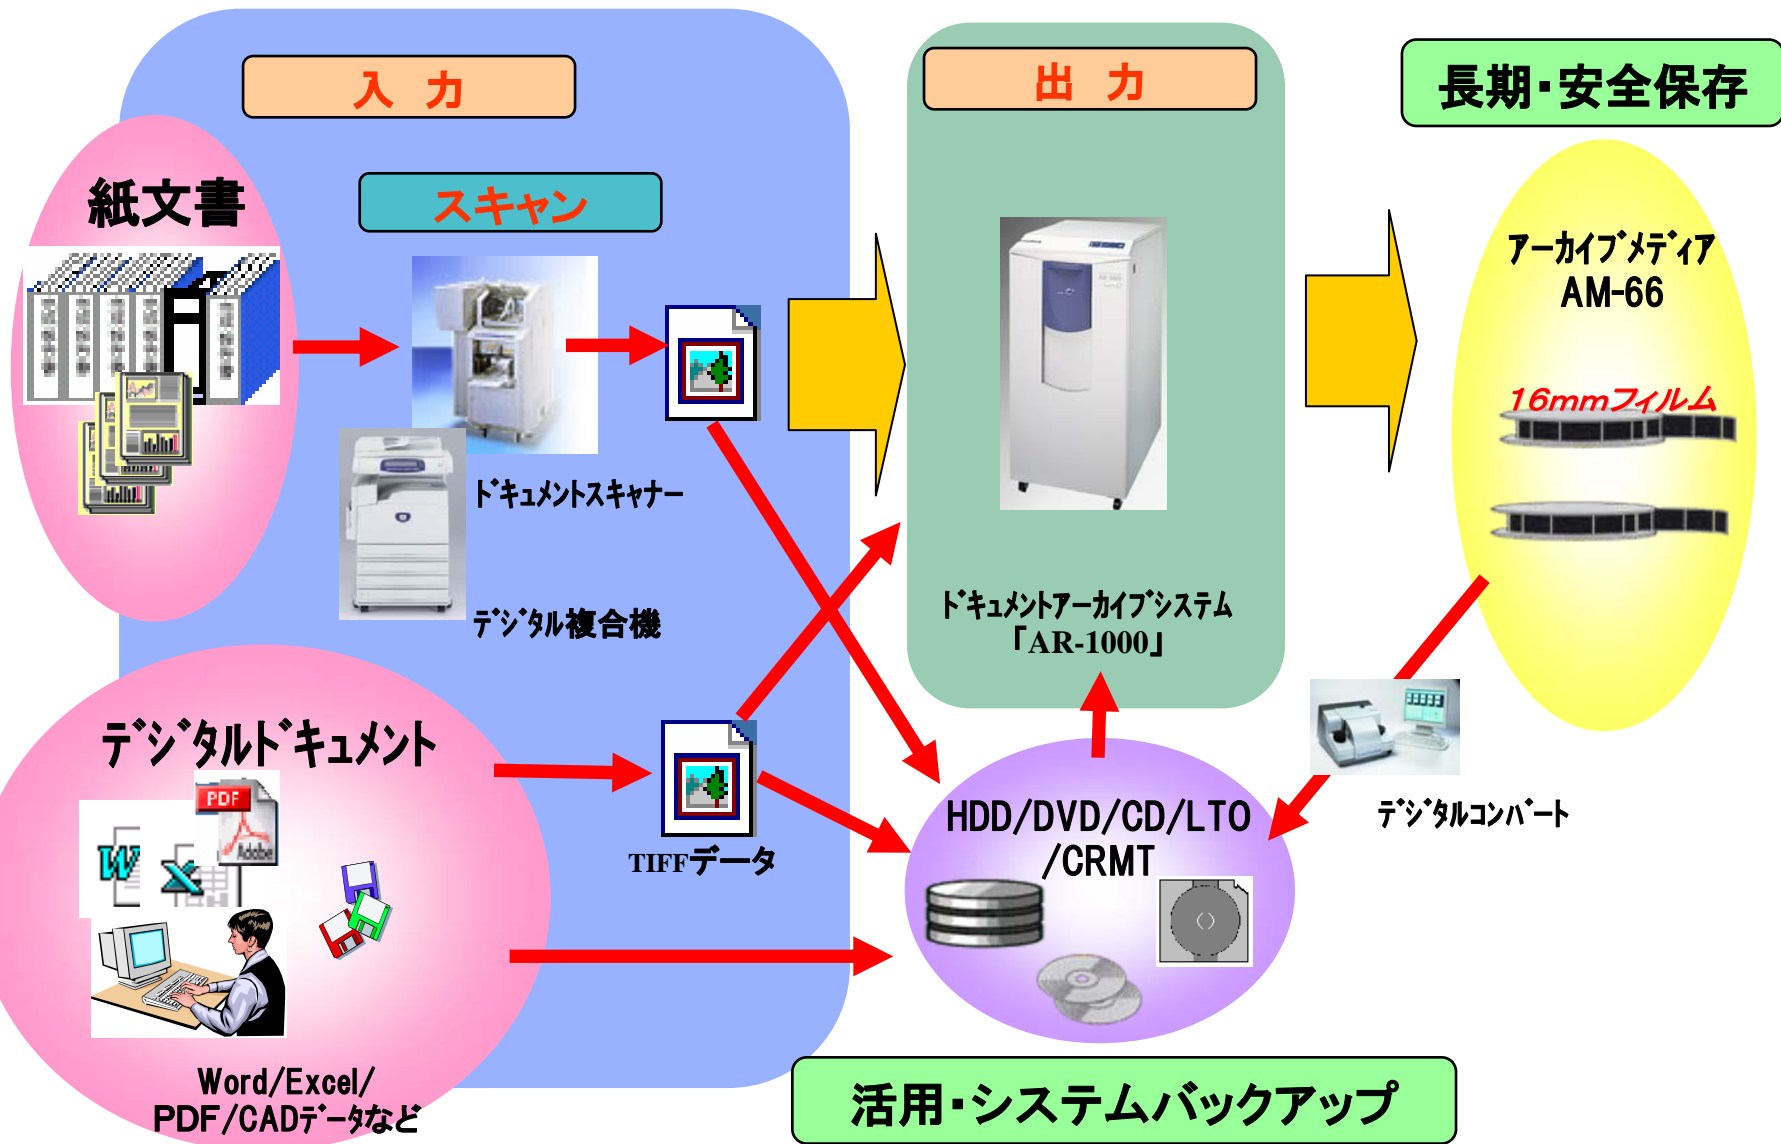 入 力
出 力
長期・安全保存
紙文書
スキャン
アーカイブメディア
AM-66
16mmフィルム
ドキュメントスキャナー
デジタル複合機
ドキュメントアーカイブシステム
「AR-1000」
デジタルドキュメント
PDF
Adobe
W
X
TIFFデータ
HDD/DVD/CD/LTO
/CRMT
デジタルコンバート
Word/Excel/
PDF/CADデータなど
活用・システムバックアップ